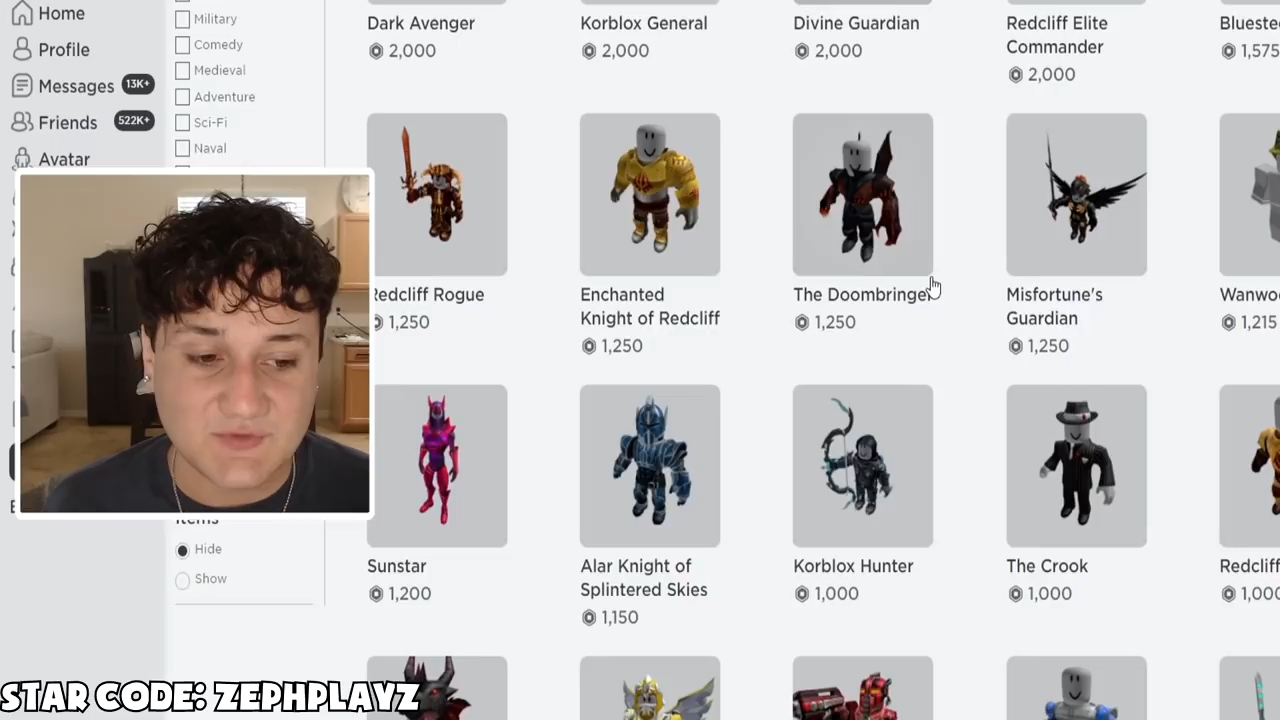 Home
Profile
Messages 13K+
Friends 522K+
Avatar
Military
Comedy
Medieval
Adventure
Sci-Fi
Naval
Hide
Show
Dark Avenger
2,000
Korblox General
2,000
Divine Guardian
2,000
Redcliff Elite
Commander
2,000
1,575
Redcliff Rogue
1,250
Enchanted
Knight of Redcliff
1,250
The Doombringer
1,250
Misfortune's
Guardian
1,250
1,215
Sunstar
1,200
Alar Knight of
Splintered Skies
1,150
Korblox Hunter
1,000
The Crook
1,000
Redcliff
1,000
STAR CODE: ZEPHPLAYZ